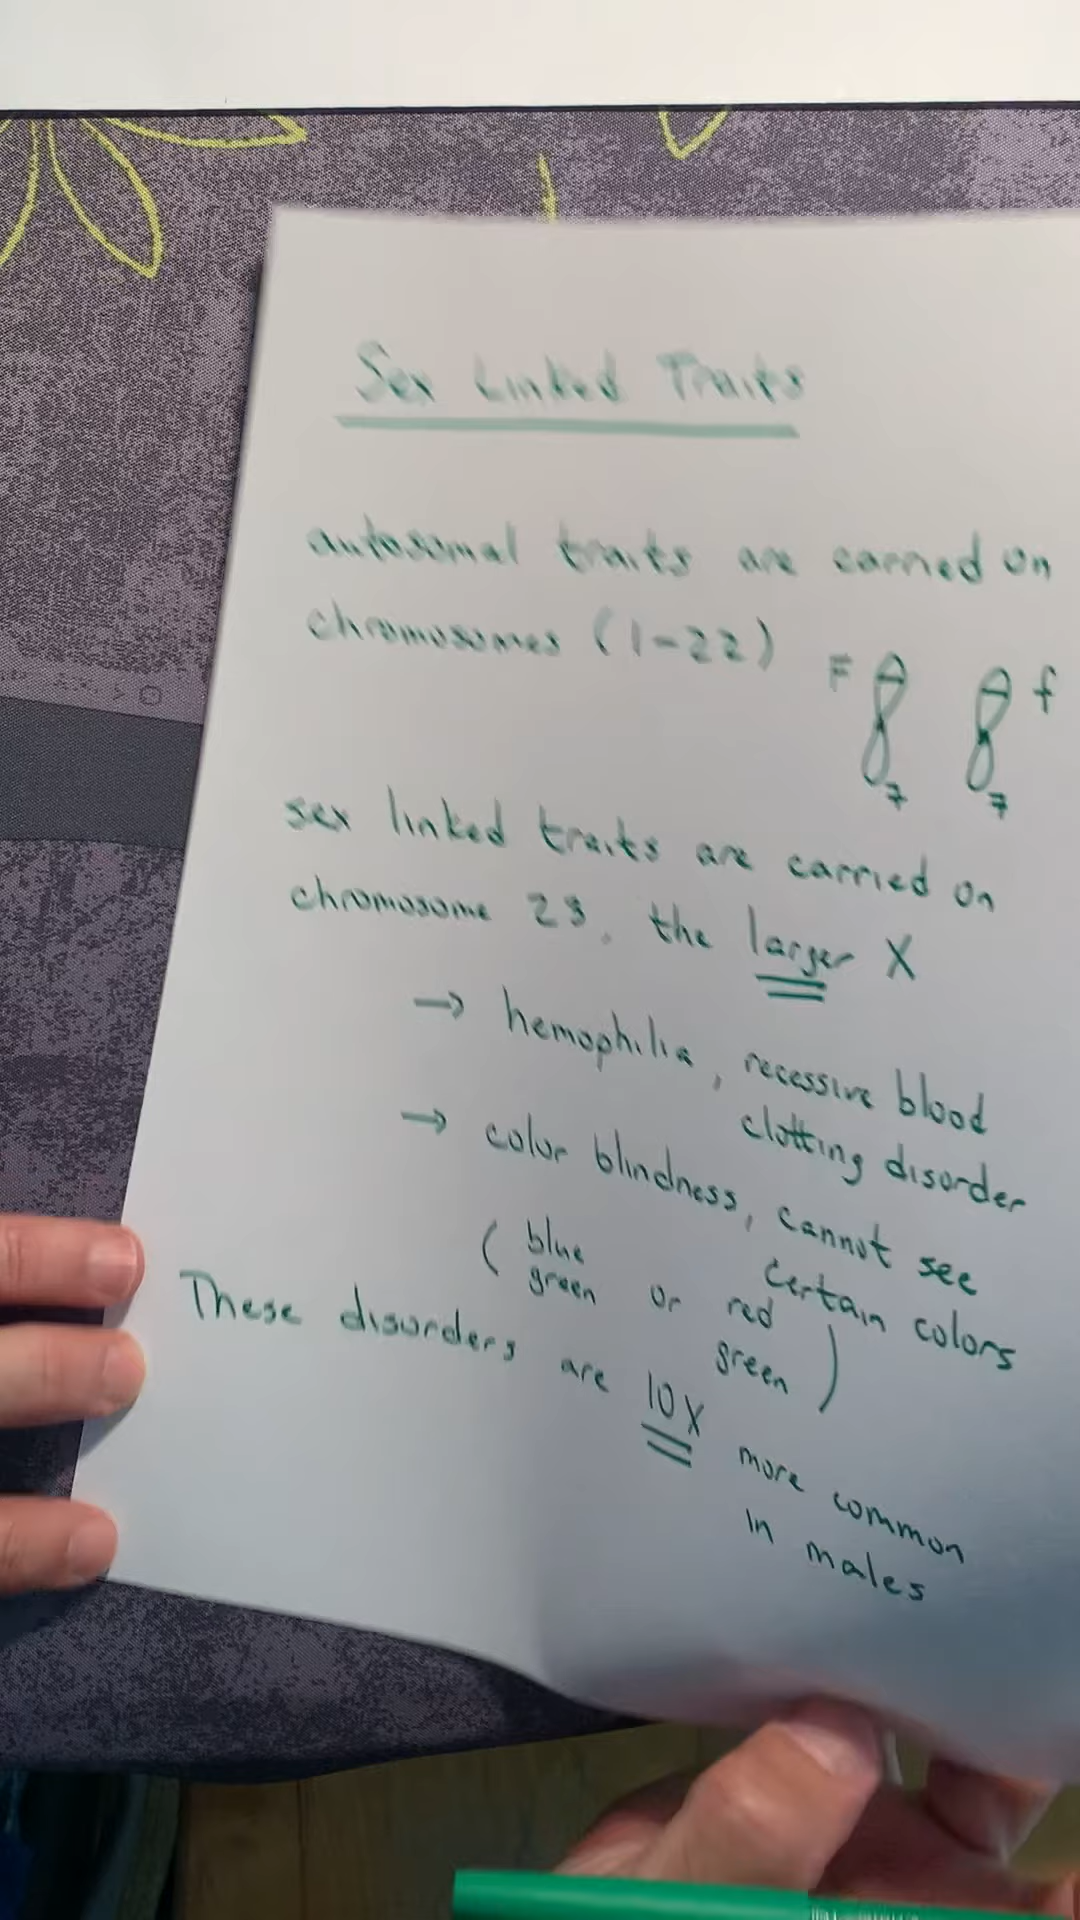 Sex Linked Traits
autosomal traits are carried on
chromosomes (1-22)
F f
7 7
sex linked traits are carried on
chromosome 23, the larger X
→ hemophilia, recessive blood
clotting disorder
→ color blindness, cannot see
certain colors
(blue green or red green)
These disorders are 10X more common
in males